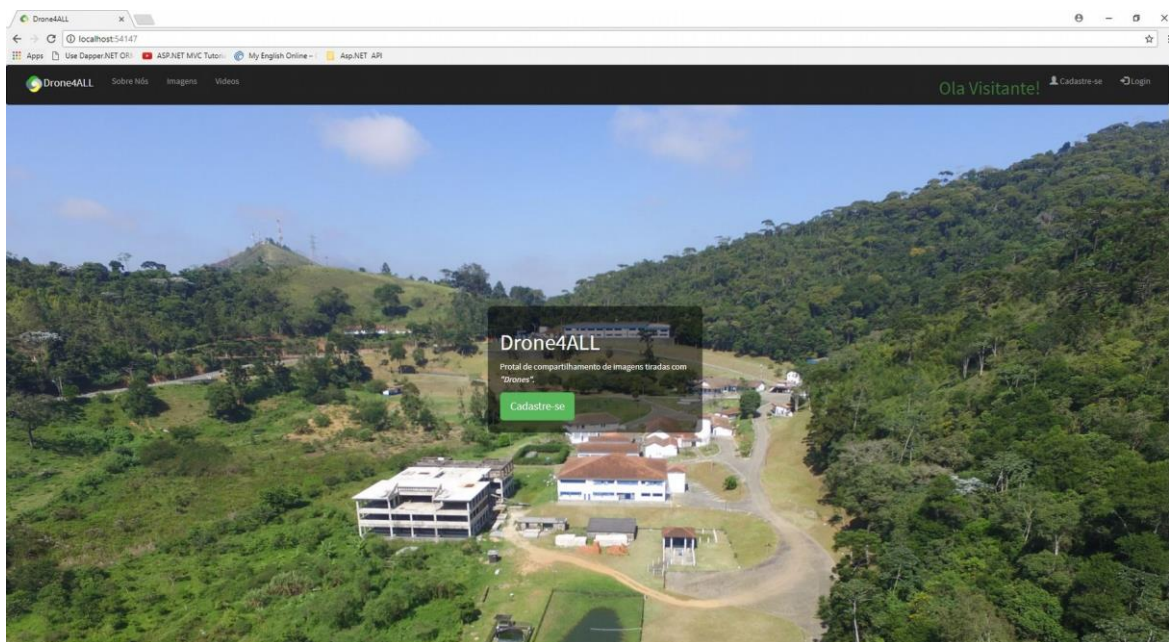 Drone4ALL
localhost:54147
Apps Use Dapper.NET ORM ASP.NET MVC Tutoria My English Online – Asp.NET API
Drone4ALL Sobre Nós Imagens Videos Ola Visitante! Cadastre-se Login
Drone4ALL
Protal de compartilhamento de imagens tiradas com
"Drones".
Cadastre-se